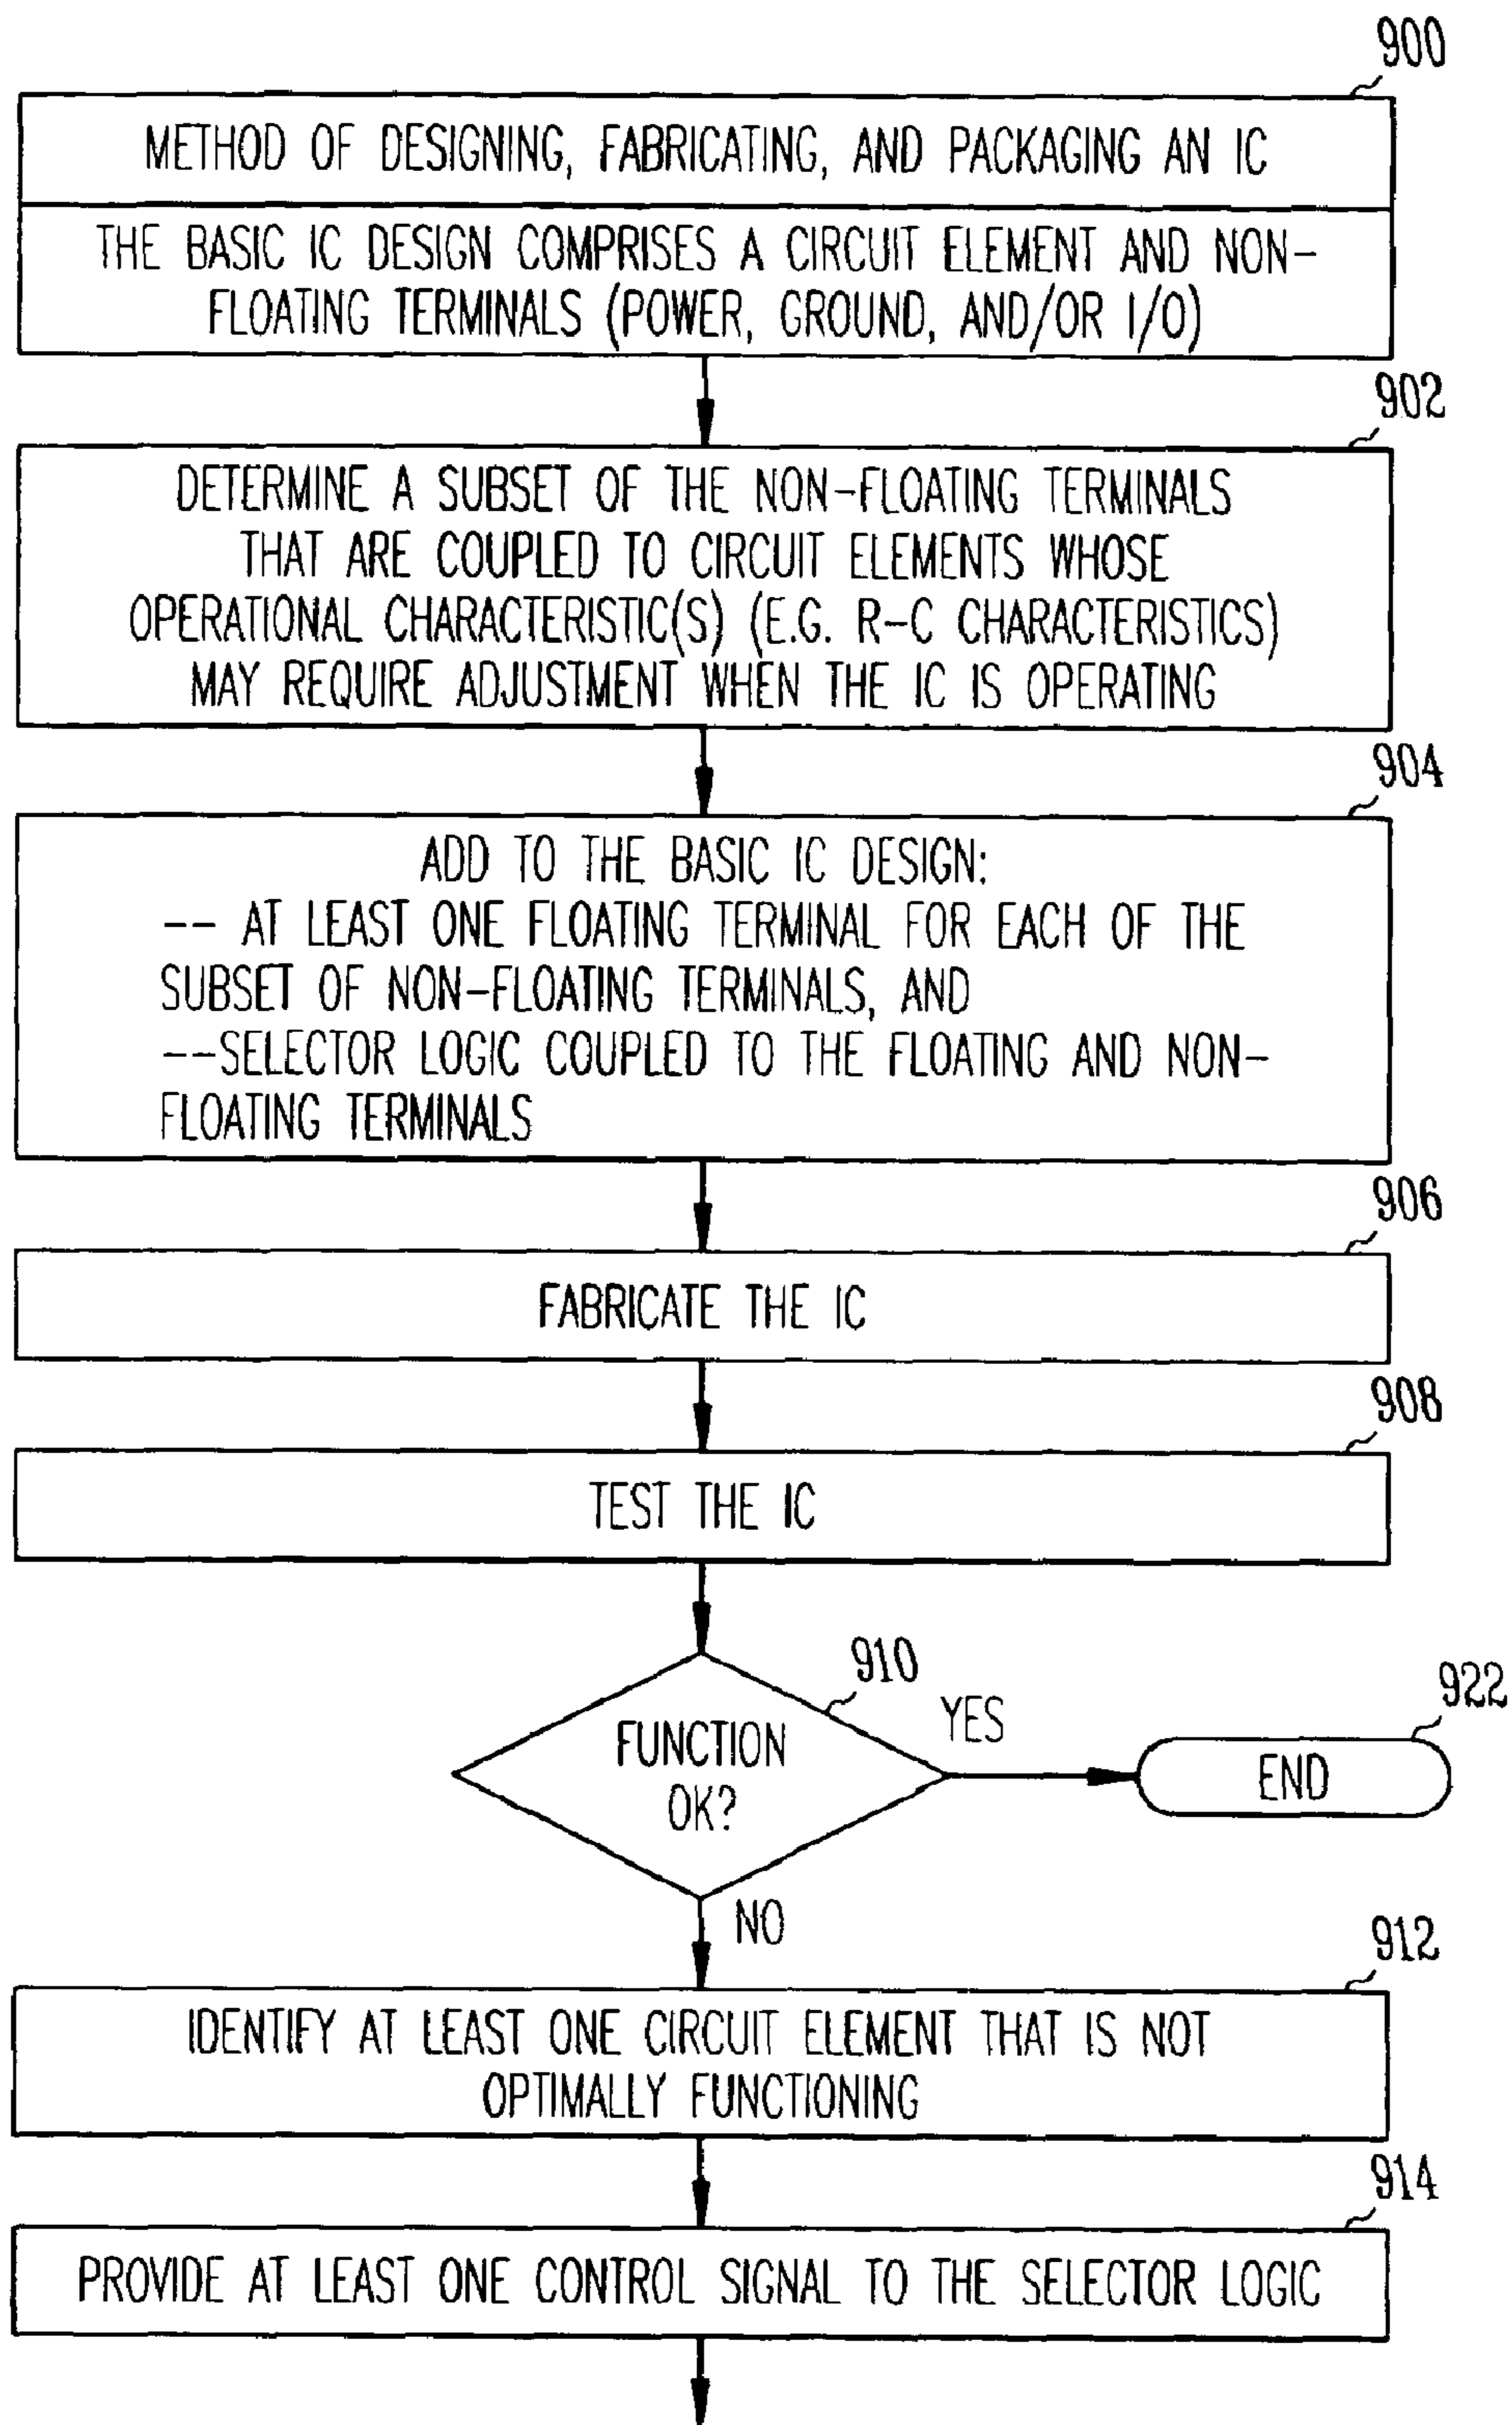 900
METHOD OF DESIGNING, FABRICATING, AND PACKAGING AN IC
THE BASIC IC DESIGN COMPRISES A CIRCUIT ELEMENT AND NON-
FLOATING TERMINALS (POWER, GROUND, AND/OR I/O)
902
DETERMINE A SUBSET OF THE NON-FLOATING TERMINALS
THAT ARE COUPLED TO CIRCUIT ELEMENTS WHOSE
OPERATIONAL CHARACTERISTIC(S) (E.G. R-C CHARACTERISTICS)
MAY REQUIRE ADJUSTMENT WHEN THE IC IS OPERATING
904
ADD TO THE BASIC IC DESIGN:
-- AT LEAST ONE FLOATING TERMINAL FOR EACH OF THE
SUBSET OF NON-FLOATING TERMINALS, AND
--SELECTOR LOGIC COUPLED TO THE FLOATING AND NON-
FLOATING TERMINALS
906
FABRICATE THE IC
908
TEST THE IC
910
FUNCTION
OK?
YES
922
END
NO
912
IDENTIFY AT LEAST ONE CIRCUIT ELEMENT THAT IS NOT
OPTIMALLY FUNCTIONING
914
PROVIDE AT LEAST ONE CONTROL SIGNAL TO THE SELECTOR LOGIC